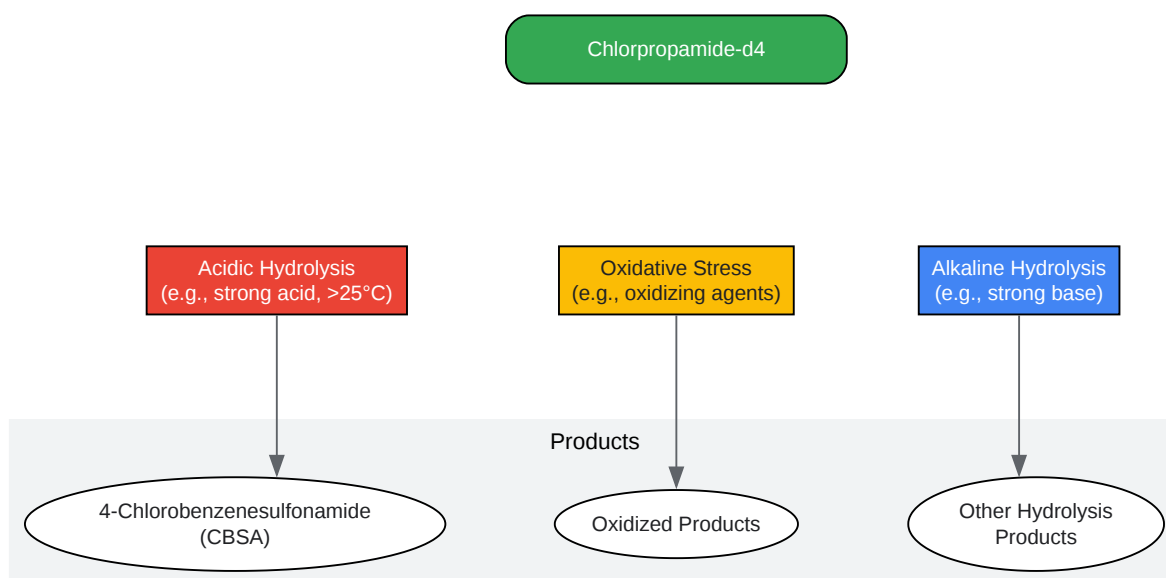 Chlorpropamide-d4
Acidic Hydrolysis
(e.g., strong acid, >25°C)
Oxidative Stress
(e.g., oxidizing agents)
Alkaline Hydrolysis
(e.g., strong base)
Products
4-Chlorobenzenesulfonamide
(CBSA)
Oxidized Products
Other Hydrolysis
Products